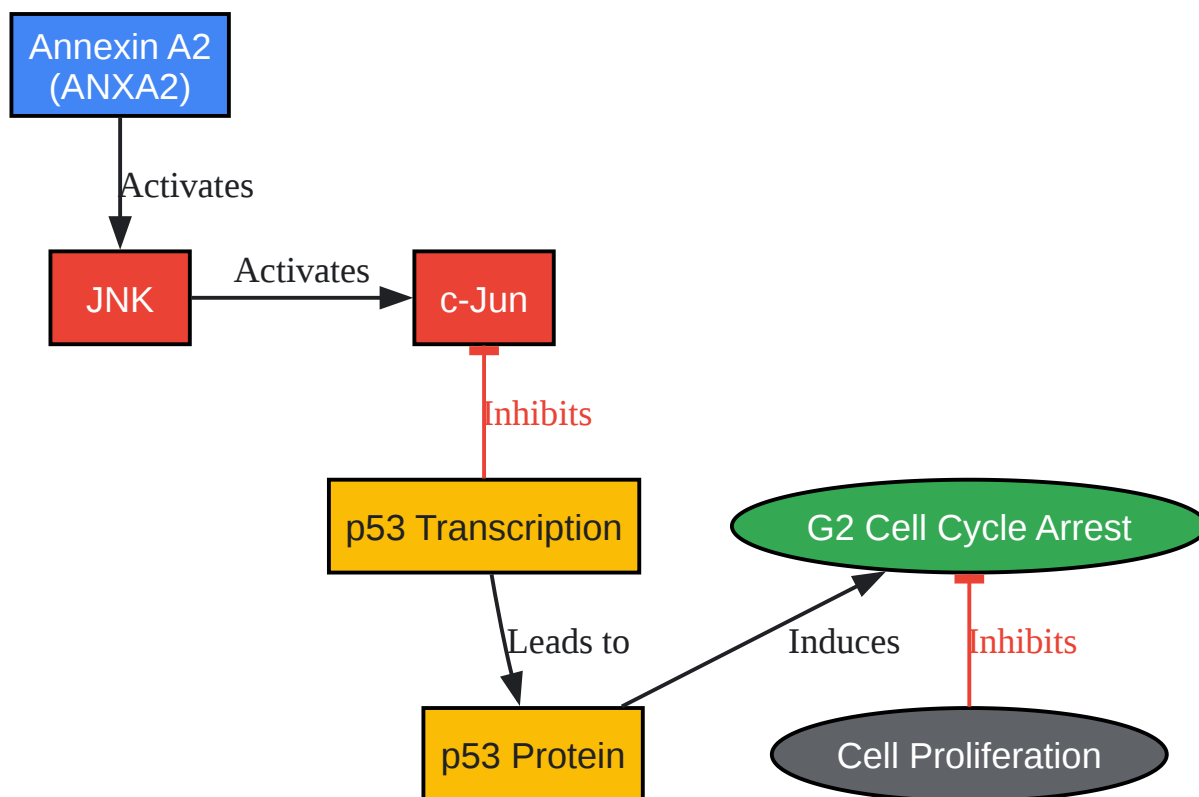 Annexin A2
(ANXA2)
Activates
JNK
Activates
c-Jun
Inhibits
p53 Transcription
G2 Cell Cycle Arrest
Leads to
Induces
Inhibits
p53 Protein
Cell Proliferation